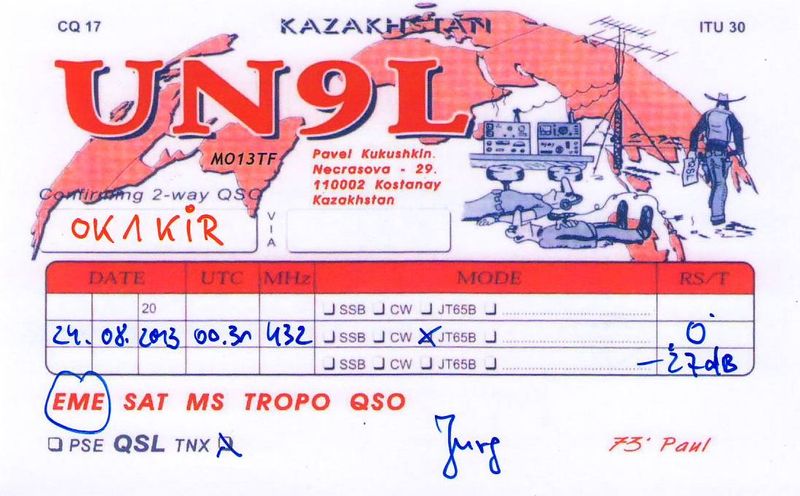 CQ 17 KAZAKHSTAN ITU 30
UN9L
MO13TF
Pavel Kukushkin.
Necrasova - 29.
110002 Kostanay
Kazakhstan
QSL
Confirming 2-way QSO
OK1KIR VIA
DATE UTC MHz MODE RS/T
20 SSB CW JT65B
24. 08. 2013 00.31 432 SSB CW X JT65B O
SSB CW JT65B -27dB
EME SAT MS TROPO QSO
PSE QSL TNX X
73' Paul